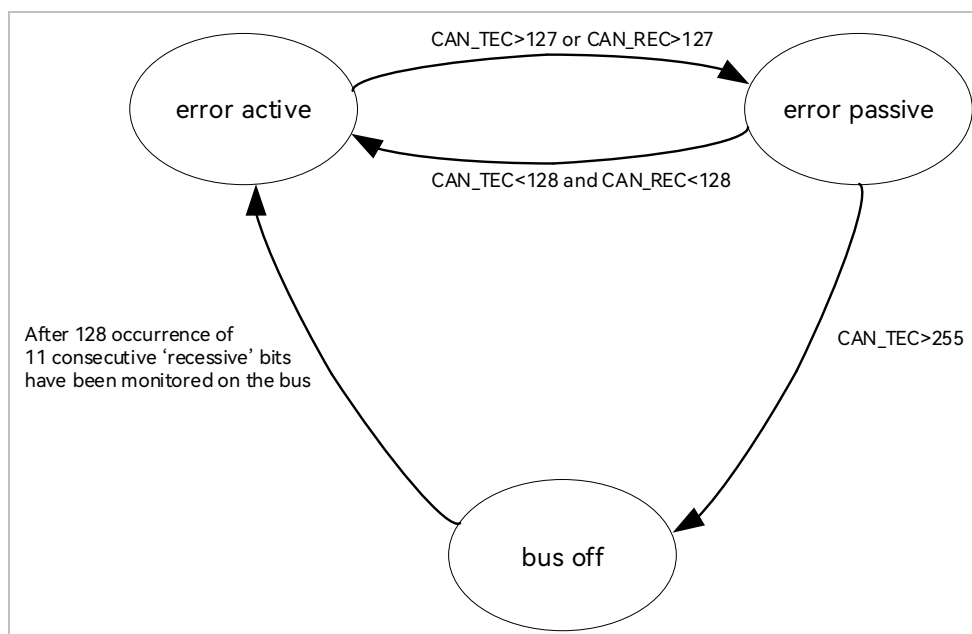 CAN_TEC>127 or CAN_REC>127
error active
error passive
CAN_TEC<128 and CAN_REC<128
After 128 occurrence of
11 consecutive ‘recessive’ bits
have been monitored on the bus
CAN_TEC>255
bus off